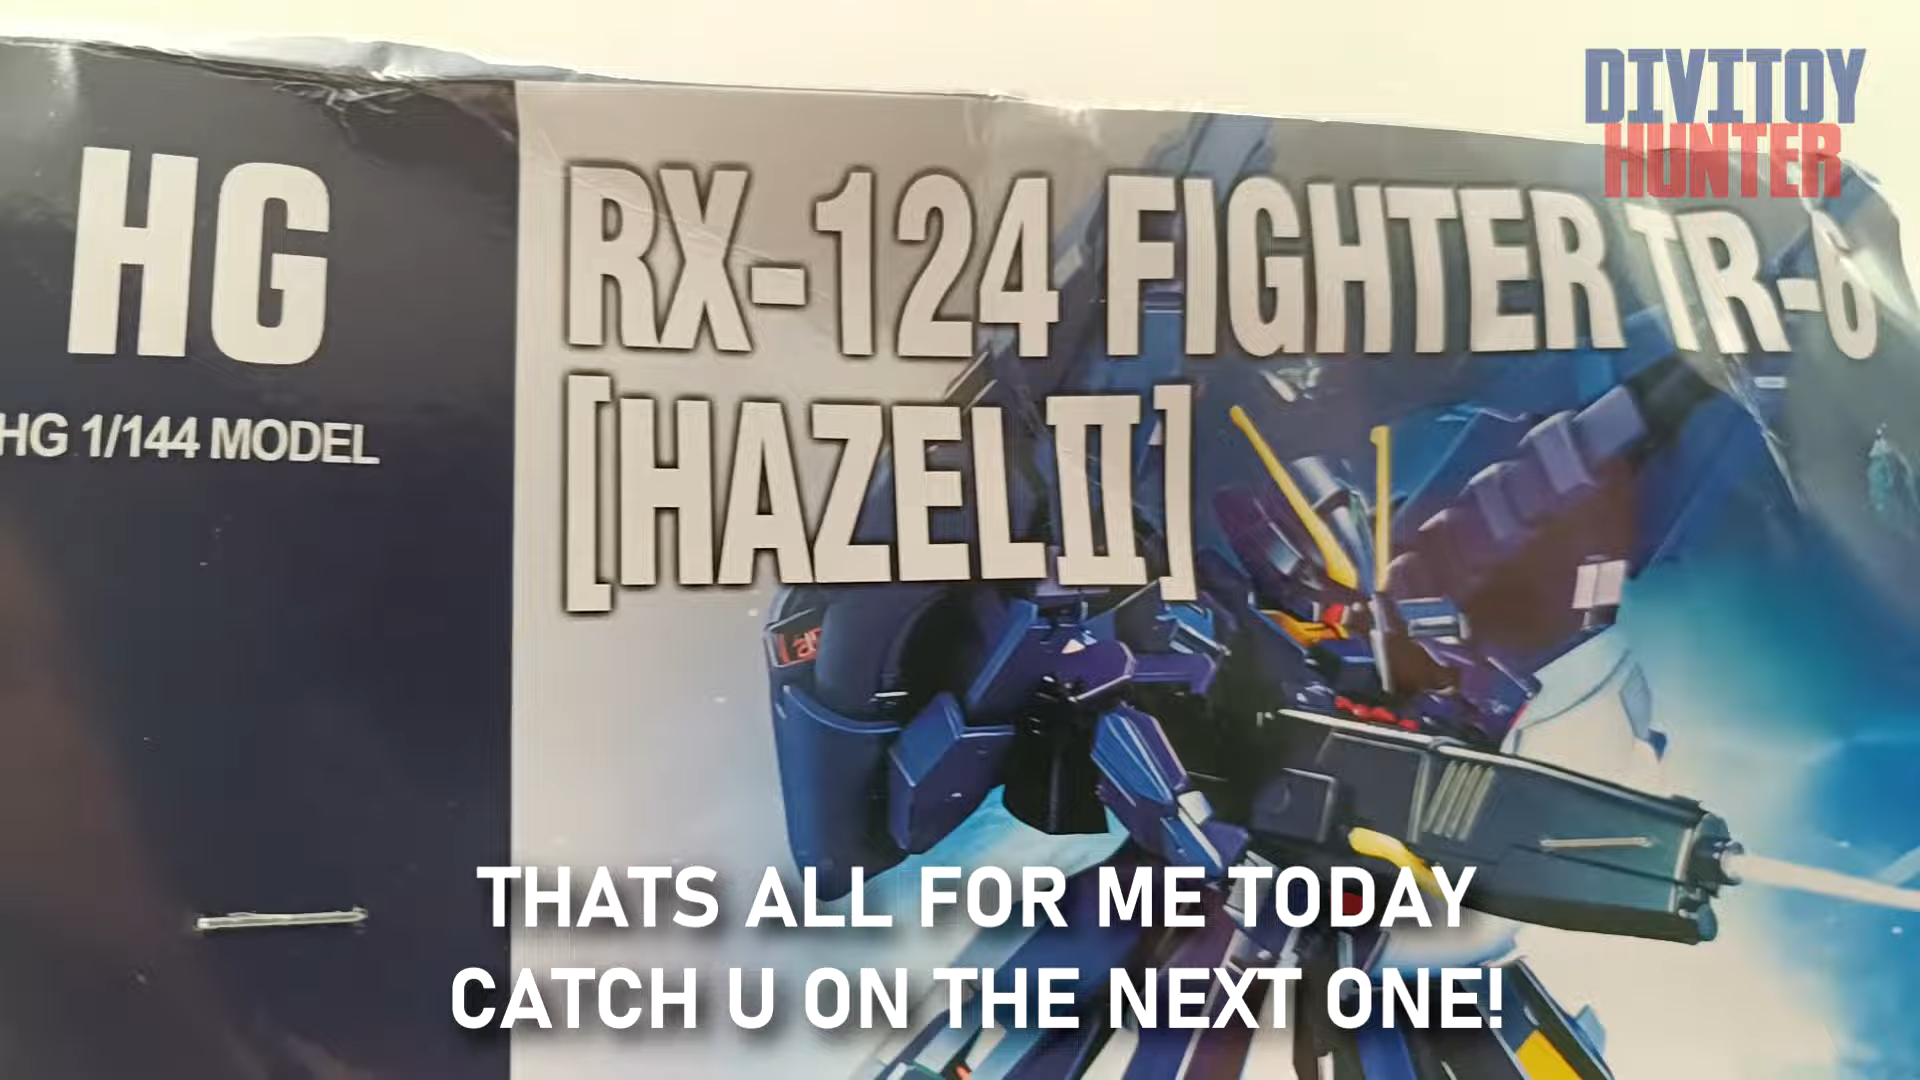 DIVITOY
HUNTER
HG
HG 1/144 MODEL
RX-124 FIGHTER TR-6
[HAZEL II]
THATS ALL FOR ME TODAY
CATCH U ON THE NEXT ONE!